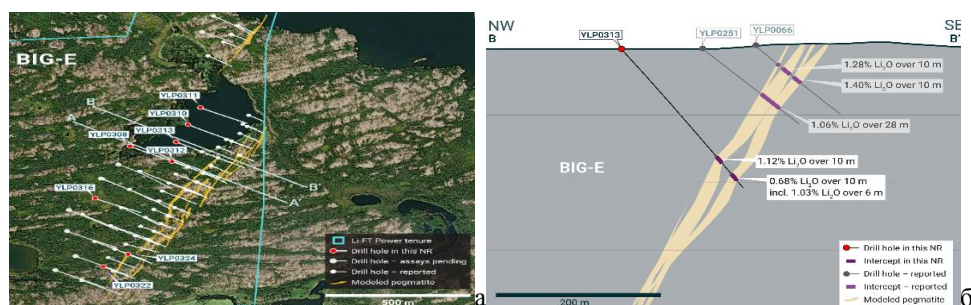 BIG-E
YLP0311
B
YLP0310
A
YLP0313
YLP0308
YLP0312
B'
YLP0316
A'
YLP0324
YLP0322
Li-FT Power tenure
Drill hole in this NR
Drill hole – assays pending
Drill hole – reported
Modeled pegmatite
500 m
а
NW
B
SE
B'
YLP0313
YLP0251
YLP0066
1.28% Li₂O over 10 m
1.40% Li₂O over 10 m
1.06% Li₂O over 28 m
1.12% Li₂O over 10 m
BIG-E
0.68% Li₂O over 10 m
incl. 1.03% Li₂O over 6 m
Drill hole in this NR
Intercept in this NR
Drill hole – reported
Intercept – reported
Modeled pegmatite
200 m
б